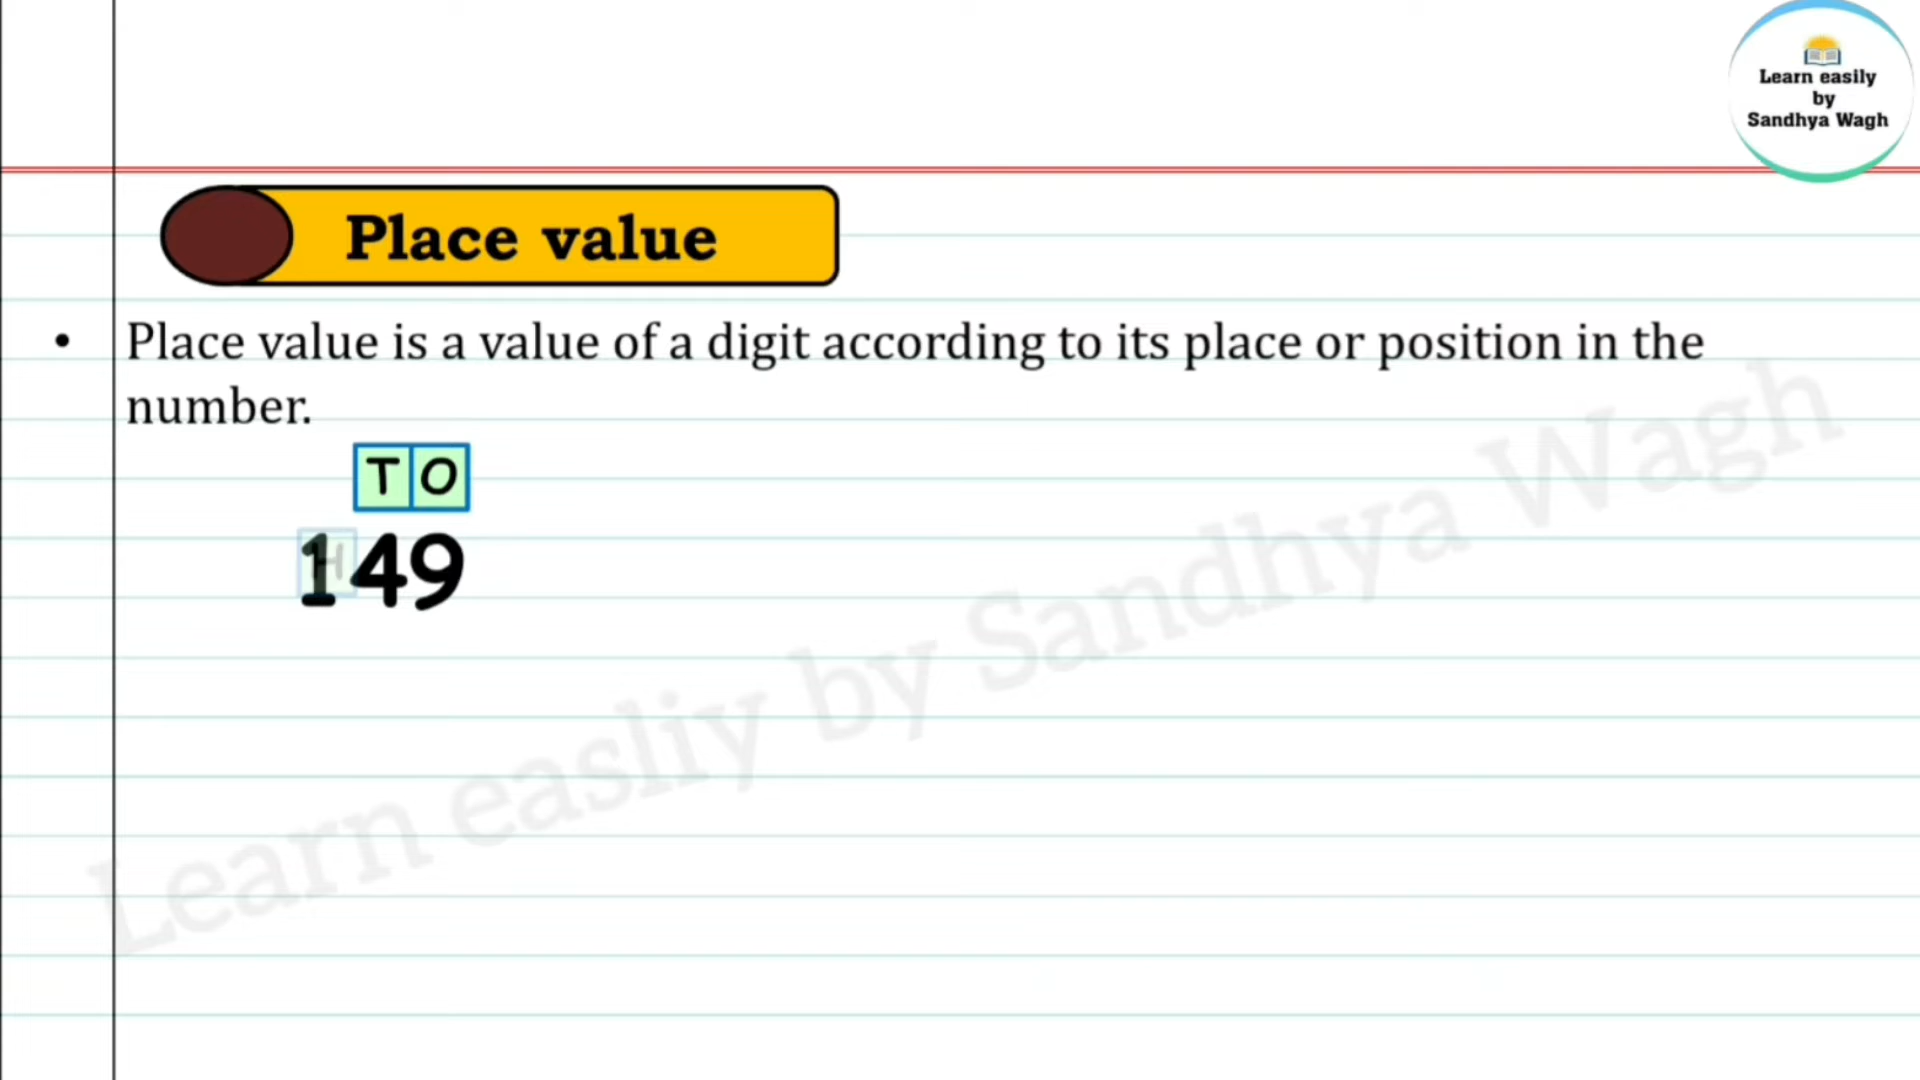 Learn easily
by
Sandhya Wagh
Place value
• Place value is a value of a digit according to its place or position in the
number.
T O
H
149
Learn easliy by Sandhya Wagh